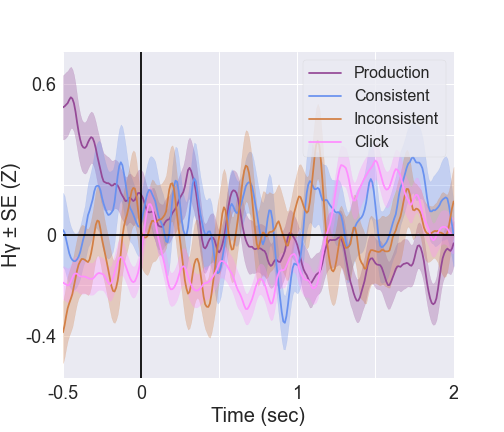 Production
Consistent
Inconsistent
Click
0.6
0
-0.4
Hγ ± SE (Z)
-0.5
0
1
2
Time (sec)